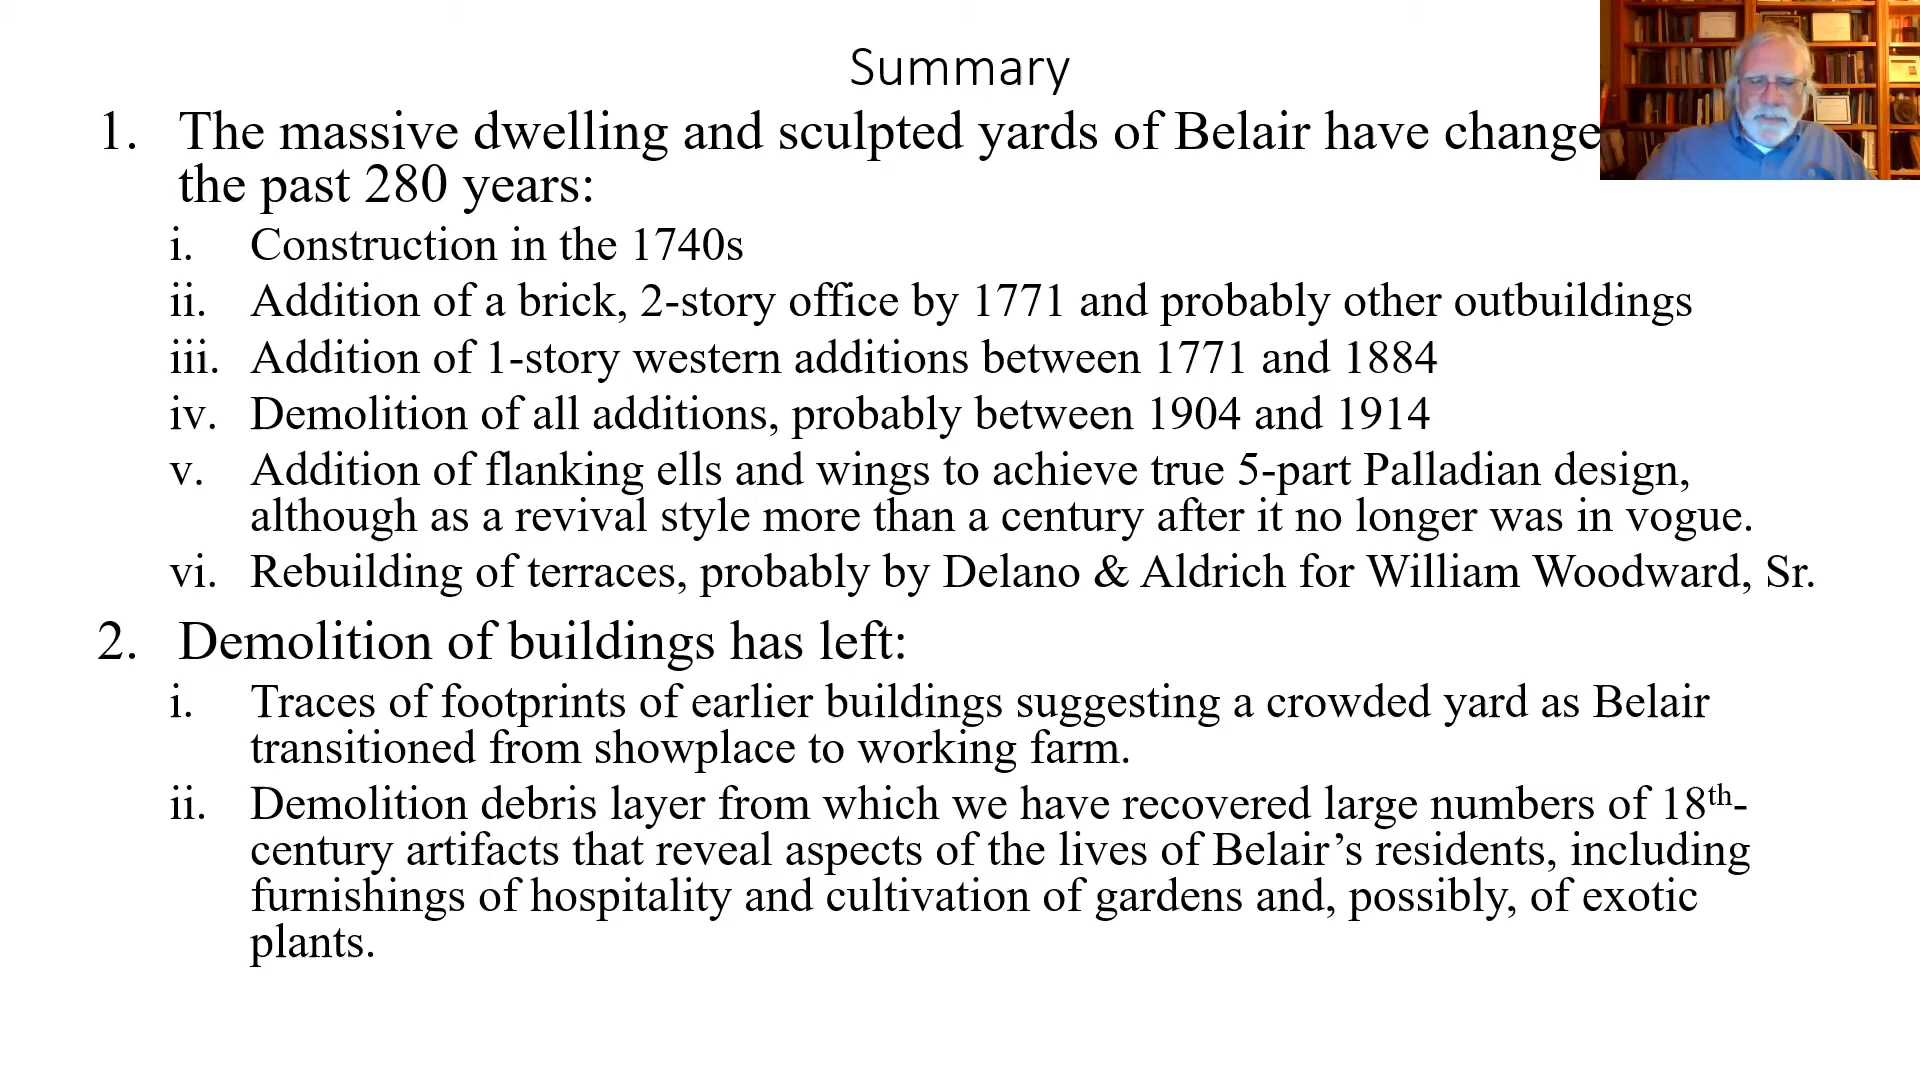 Summary
1. The massive dwelling and sculpted yards of Belair have change
the past 280 years:
i. Construction in the 1740s
ii. Addition of a brick, 2-story office by 1771 and probably other outbuildings
iii. Addition of 1-story western additions between 1771 and 1884
iv. Demolition of all additions, probably between 1904 and 1914
v. Addition of flanking ells and wings to achieve true 5-part Palladian design,
although as a revival style more than a century after it no longer was in vogue.
vi. Rebuilding of terraces, probably by Delano & Aldrich for William Woodward, Sr.
2. Demolition of buildings has left:
i. Traces of footprints of earlier buildings suggesting a crowded yard as Belair
transitioned from showplace to working farm.
ii. Demolition debris layer from which we have recovered large numbers of 18th-
century artifacts that reveal aspects of the lives of Belair’s residents, including
furnishings of hospitality and cultivation of gardens and, possibly, of exotic
plants.